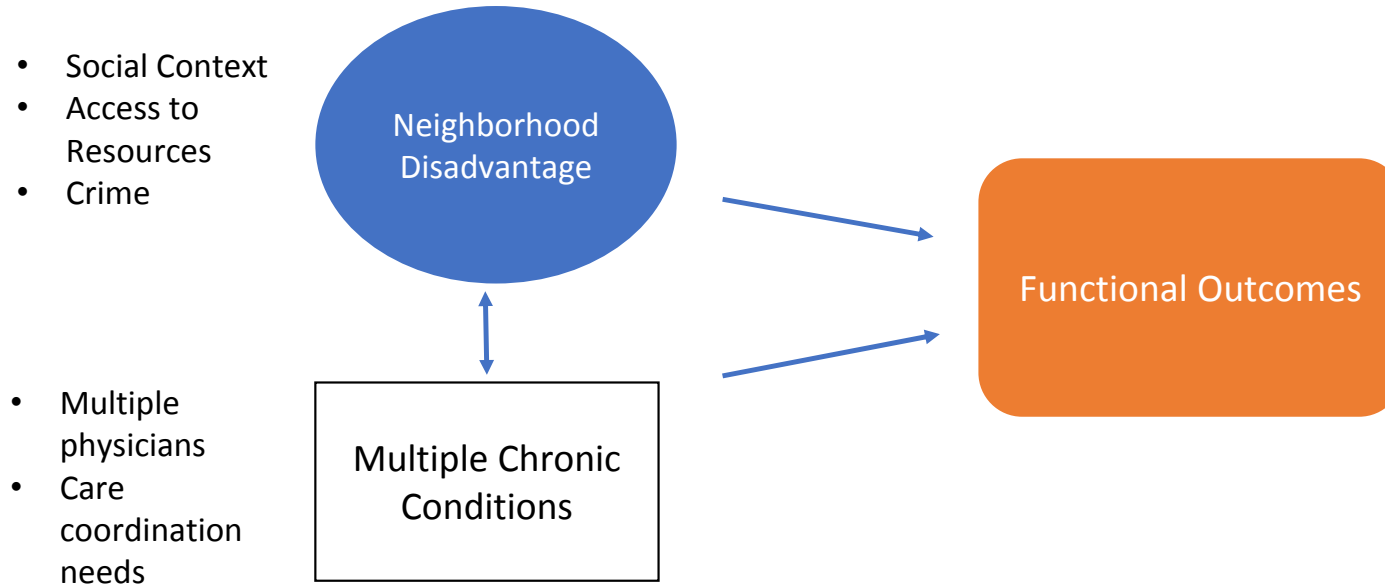 • Social Context
• Access to
Resources
• Crime
Neighborhood
Disadvantage
Functional Outcomes
• Multiple
physicians
• Care
coordination
needs
Multiple Chronic
Conditions